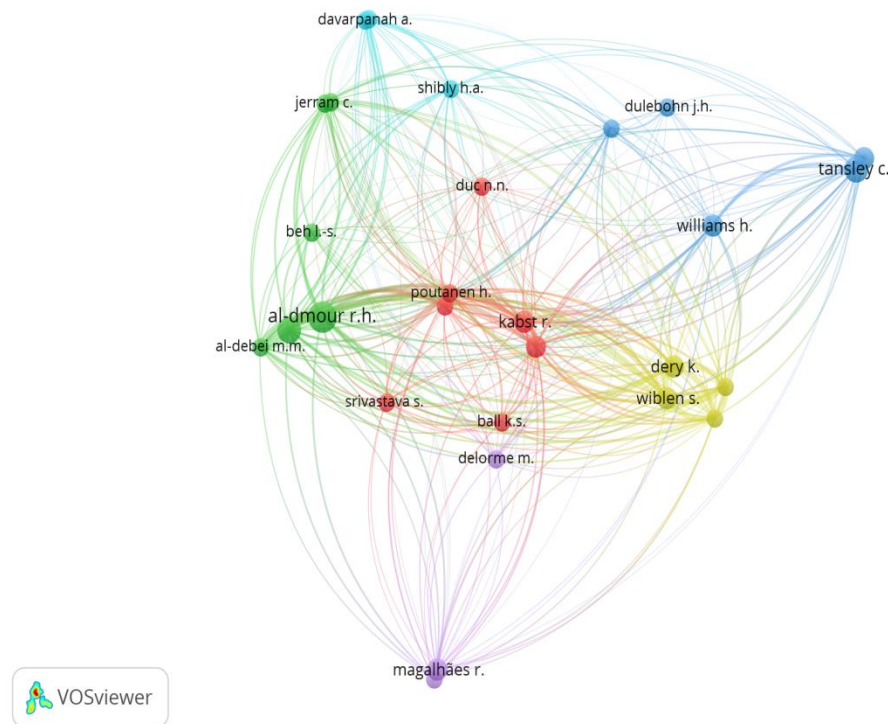 davarpanah a.
shibly h.a.
jerram c.
dulebohn j.h.
tansley c.
duc n.n.
williams h.
beh l.-s.
poutanen h.
al-dmour r.h.
kabst r.
al-debei m.m.
dery k.
wiblen s.
srivastava s.
ball k.s.
delorme m.
magalhães r.
VOSviewer